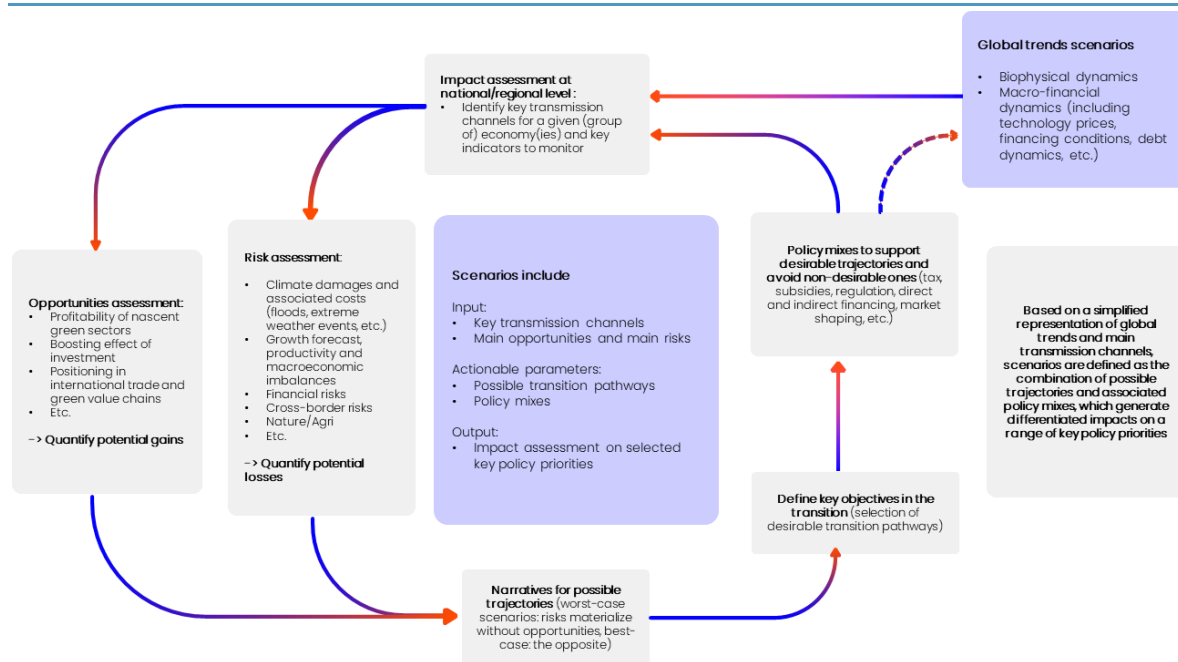 Global trends scenarios
• Biophysical dynamics
• Macro-financial
dynamics (including
technology prices,
financing conditions, debt
dynamics, etc.)
Impact assessment at
national/regional level :
• Identify key transmission
channels for a given (group
of) economy(ies) and key
indicators to monitor
Opportunities assessment:
• Profitability of nascent
green sectors
• Boosting effect of
investment
• Positioning in
international trade and
green value chains
• Etc.
-> Quantify potential gains
Risk assessment:
• Climate damages and
associated costs
(floods, extreme
weather events, etc.)
• Growth forecast,
productivity and
macroeconomic
imbalances
• Financial risks
• Cross-border risks
• Nature/Agri
• Etc.
-> Quantify potential
losses
Scenarios include
Input:
• Key transmission channels
• Main opportunities and main risks
Actionable parameters:
• Possible transition pathways
• Policy mixes
Output:
• Impact assessment on selected
key policy priorities
Policy mixes to support
desirable trajectories and
avoid non-desirable ones (tax,
subsidies, regulation, direct
and indirect financing, market
shaping, etc.)
Based on a simplified
representation of global
trends and main
transmission channels,
scenarios are defined as the
combination of possible
trajectories and associated
policy mixes, which generate
differentiated impacts on a
range of key policy priorities
Define key objectives in the
transition (selection of
desirable transition pathways)
Narratives for possible
trajectories (worst-case
scenarios: risks materialize
without opportunities, best-
case: the opposite)